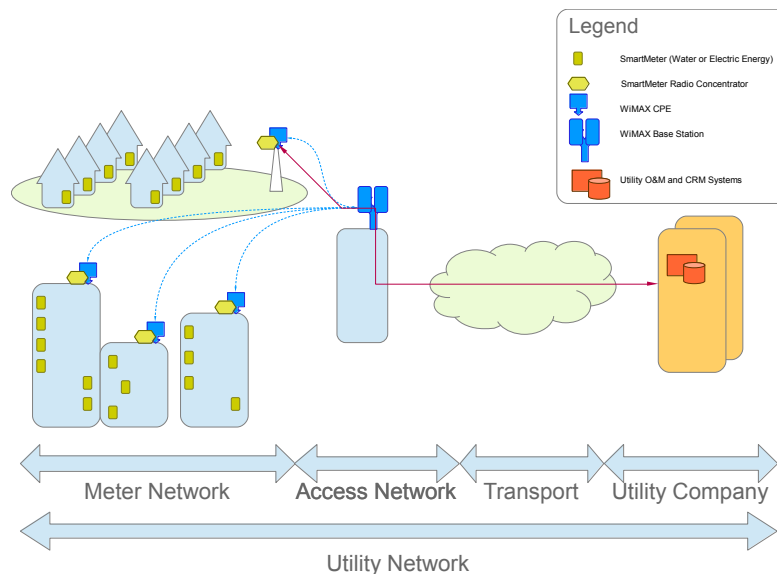 Legend
SmartMeter (Water or Electric Energy)
SmartMeter Radio Concentrator
WiMAX CPE
WiMAX Base Station
Utility O&M and CRM Systems
Meter Network
Access Network
Transport
Utility Company
Utility Network